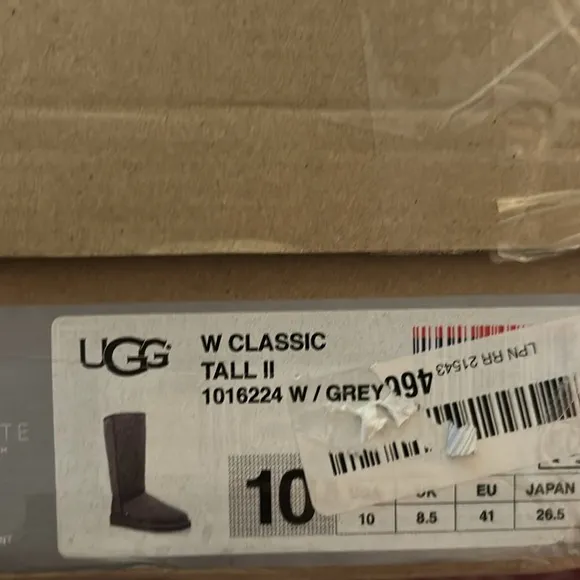 UGG
W CLASSIC
TALL II
1016224 W / GREY
LPN RR 21543
10
UK EU JAPAN
10 8.5 41 26.5